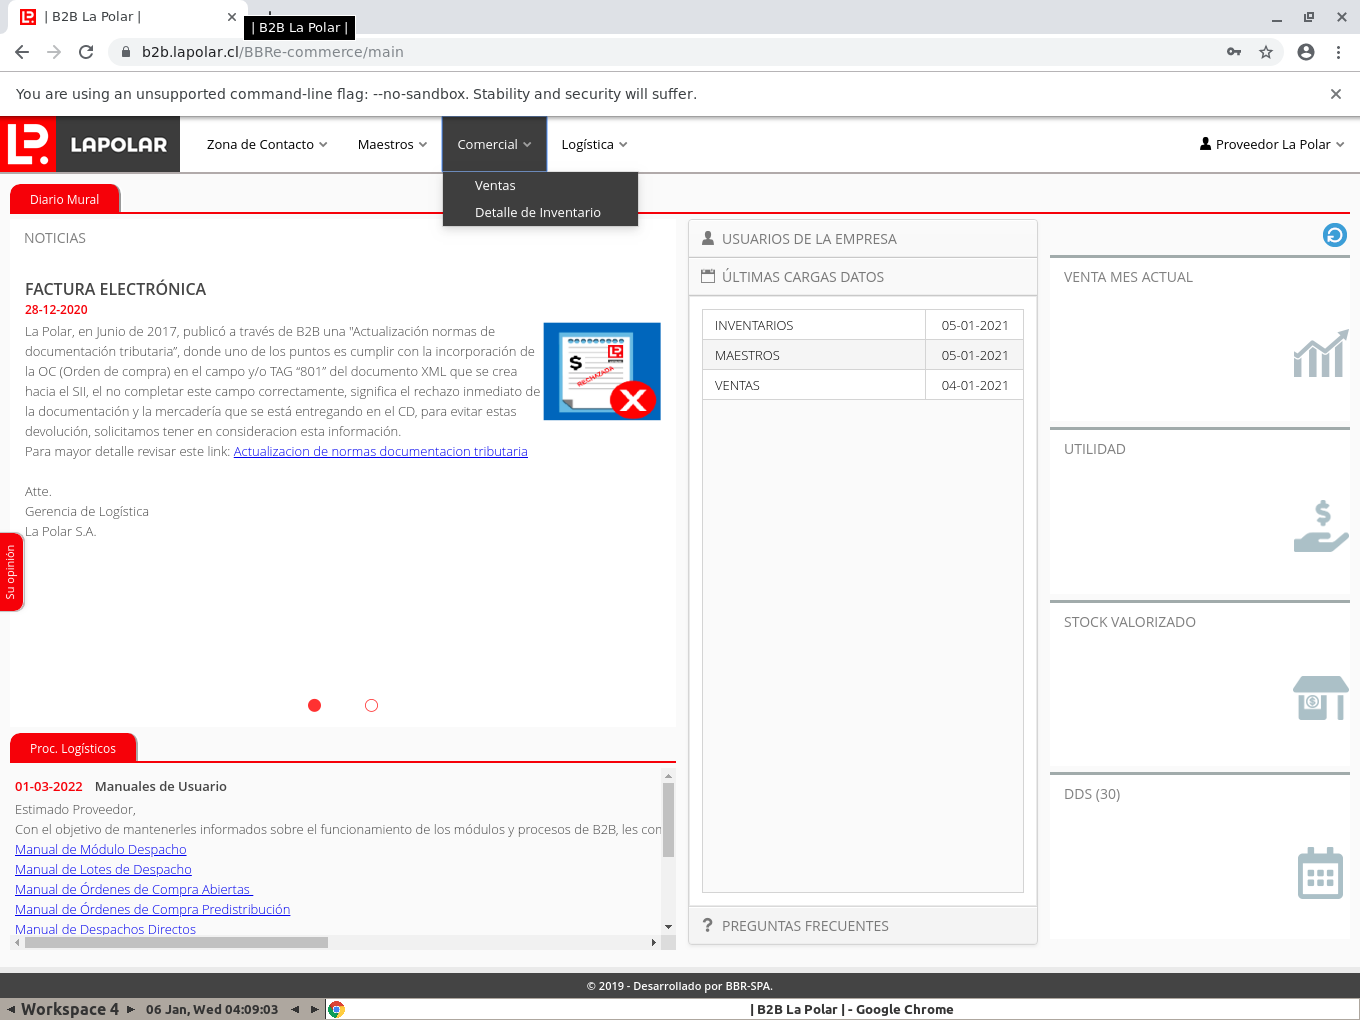 | B2B La Polar |
| B2B La Polar |
b2b.lapolar.cl/BBRe-commerce/main
You are using an unsupported command-line flag: --no-sandbox. Stability and security will suffer.
LAPOLAR
Zona de Contacto
Maestros
Comercial
Logística
Proveedor La Polar
Ventas
Detalle de Inventario
Diario Mural
NOTICIAS
FACTURA ELECTRÓNICA
28-12-2020
La Polar, en Junio de 2017, publicó a través de B2B una "Actualización normas de
documentación tributaria”, donde uno de los puntos es cumplir con la incorporación de
la OC (Orden de compra) en el campo y/o TAG “801” del documento XML que se crea
hacia el SII, el no completar este campo correctamente, significa el rechazo inmediato de
la documentación y la mercadería que se está entregando en el CD, para evitar estas
devolución, solicitamos tener en consideracion esta información.
Para mayor detalle revisar este link: Actualizacion de normas documentacion tributaria
Atte.
Gerencia de Logística
La Polar S.A.
$
RECHAZADA
Su opinión
USUARIOS DE LA EMPRESA
ÚLTIMAS CARGAS DATOS
INVENTARIOS 05-01-2021
MAESTROS 05-01-2021
VENTAS 04-01-2021
PREGUNTAS FRECUENTES
VENTA MES ACTUAL
UTILIDAD
STOCK VALORIZADO
DDS (30)
Proc. Logísticos
01-03-2022 Manuales de Usuario
Estimado Proveedor,
Con el objetivo de mantenerles informados sobre el funcionamiento de los módulos y procesos de B2B, les con
Manual de Módulo Despacho
Manual de Lotes de Despacho
Manual de Órdenes de Compra Abiertas
Manual de Órdenes de Compra Predistribución
Manual de Despachos Directos
© 2019 - Desarrollado por BBR-SPA.
Workspace 4
06 Jan, Wed 04:09:03
| B2B La Polar | - Google Chrome